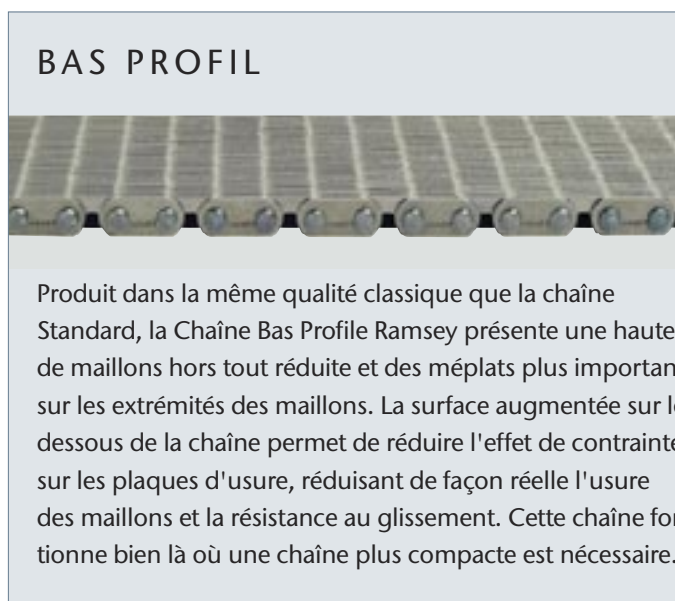 BAS PROFIL
Produit dans la même qualité classique que la chaîne
Standard, la Chaîne Bas Profile Ramsey présente une haute
de maillons hors tout réduite et des méplats plus importan
sur les extrémités des maillons. La surface augmentée sur l
dessous de la chaîne permet de réduire l'effet de contrainte
sur les plaques d'usure, réduisant de façon réelle l'usure
des maillons et la résistance au glissement. Cette chaîne fon
tionne bien là où une chaîne plus compacte est nécessaire.